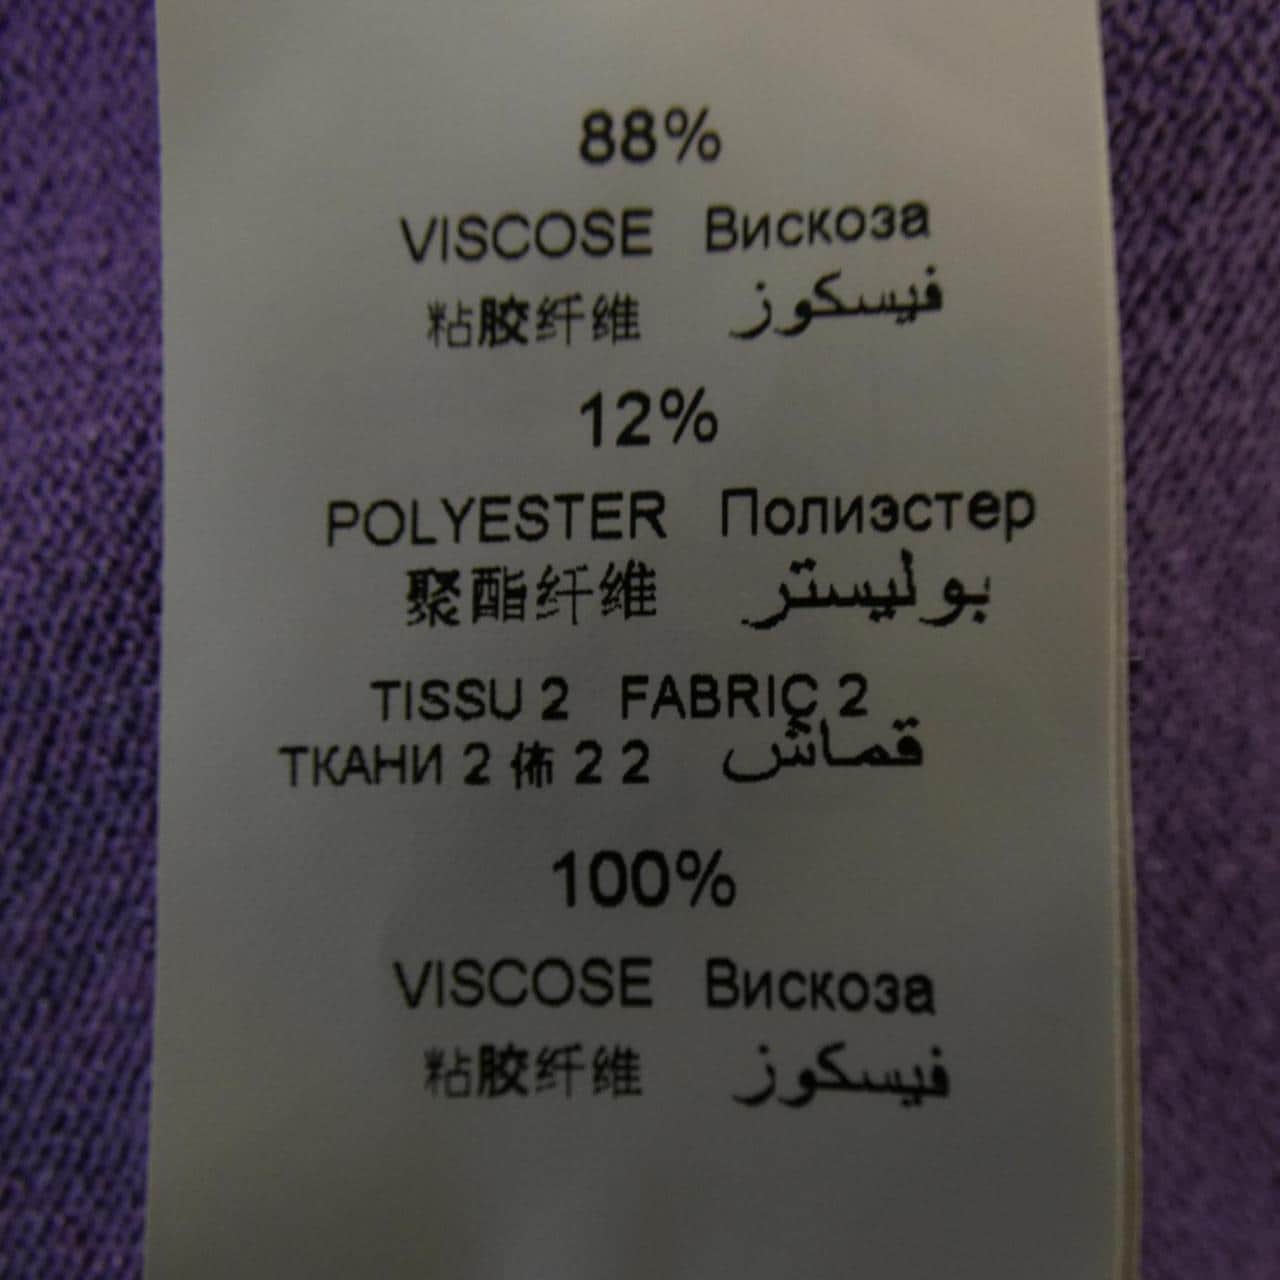 88%
VISCOSE Вискоза
粘胶纤维 فيسكوز
12%
POLYESTER Полиэстер
聚酯纤维 بوليستر
TISSU 2 FABRIC 2
ТКАНИ 2 佈 2 2 قماش
100%
VISCOSE Вискоза
粘胶纤维 فيسكوز